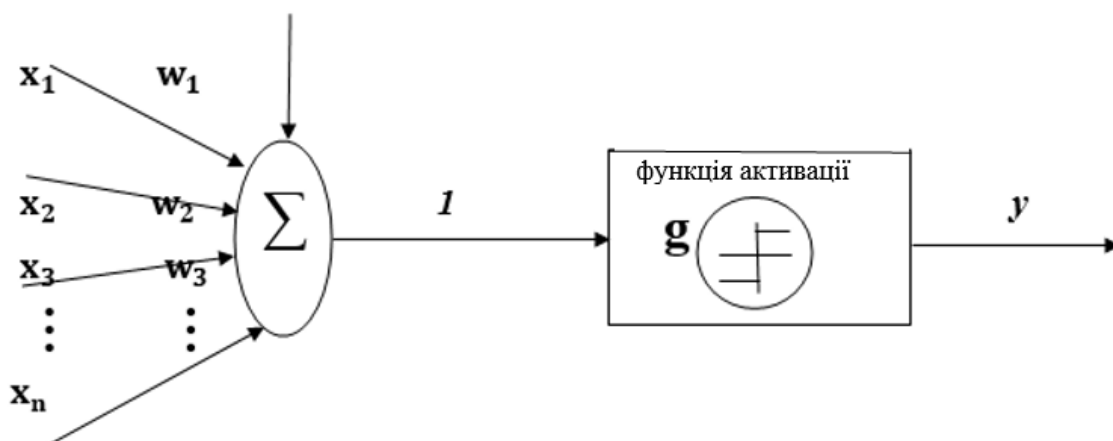 x₁ w₁
функція активації
x₂ w₂ Σ 1 g y
x₃ w₃
⋮ ⋮
xₙ